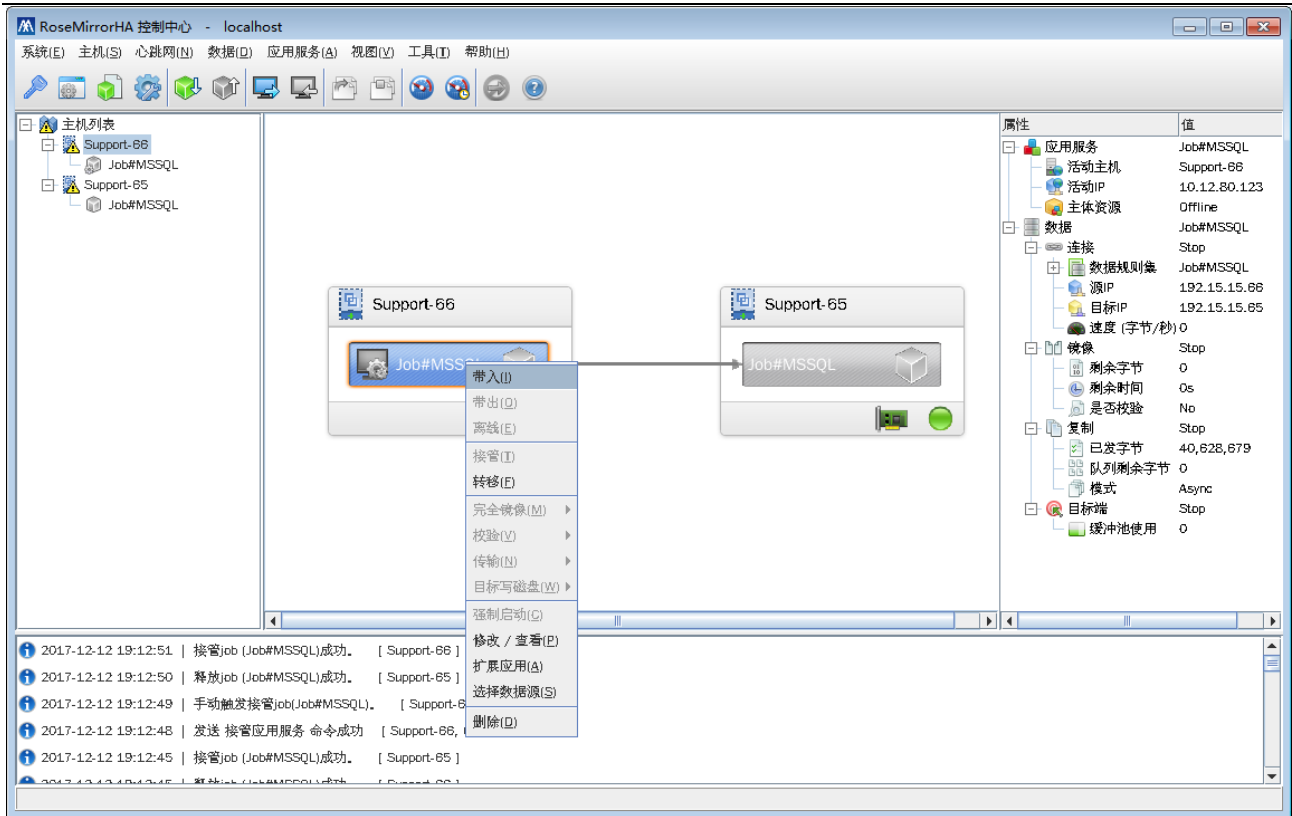 RoseMirrorHA 控制中心 - localhost
系统(E) 主机(S) 心跳网(N) 数据(D) 应用服务(A) 视图(V) 工具(T) 帮助(H)
主机列表
Support-66
Job#MSSQL
Support-65
Job#MSSQL
Support-66
Job#MSS
Support-65
Job#MSSQL
带入(I)
带出(O)
离线(E)
接管(T)
转移(F)
完全镜像(M)
校验(V)
传输(N)
目标写磁盘(W)
强制启动(C)
修改 / 查看(P)
扩展应用(A)
选择数据源(S)
删除(D)
属性 值
应用服务 Job#MSSQL
活动主机 Support-66
活动IP 10.12.80.123
主体资源 Offline
数据 Job#MSSQL
连接 Stop
数据规则集 Job#MSSQL
源IP 192.15.15.66
目标IP 192.15.15.65
速度 (字节/秒) 0
镜像 Stop
剩余字节 0
剩余时间 0s
是否校验 No
复制 Stop
已发字节 40,628,679
队列剩余字节 0
模式 Async
目标端 Stop
缓冲池使用 0
2017-12-12 19:12:51 | 接管job (Job#MSSQL)成功。 [ Support-66 ]
2017-12-12 19:12:50 | 释放job (Job#MSSQL)成功。 [ Support-65 ]
2017-12-12 19:12:49 | 手动触发接管job(Job#MSSQL)。 [ Support-6
2017-12-12 19:12:48 | 发送 接管应用服务 命令成功 [ Support-66,
2017-12-12 19:12:45 | 接管job (Job#MSSQL)成功。 [ Support-65 ]